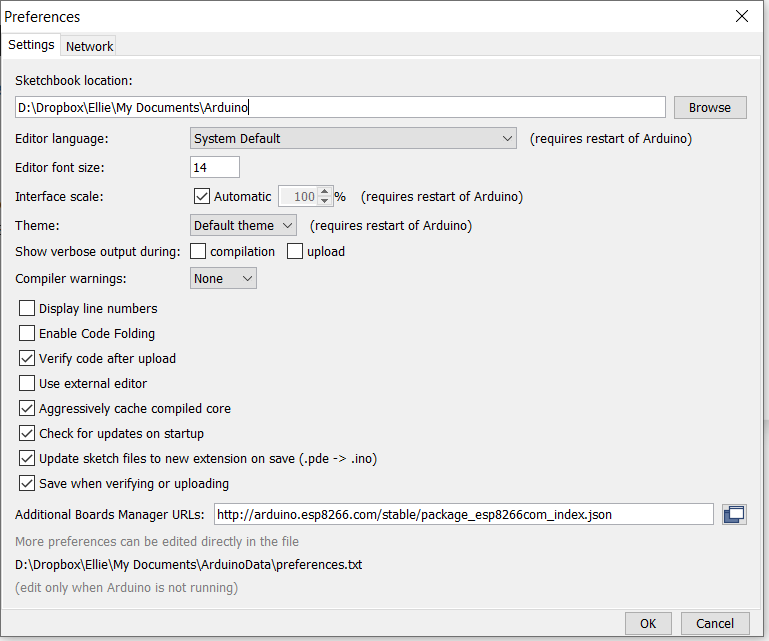 Preferences
Settings Network
Sketchbook location:
D:\Dropbox\Ellie\My Documents\Arduino Browse
Editor language: System Default (requires restart of Arduino)
Editor font size: 14
Interface scale: Automatic 100 % (requires restart of Arduino)
Theme: Default theme (requires restart of Arduino)
Show verbose output during: compilation upload
Compiler warnings: None
Display line numbers
Enable Code Folding
Verify code after upload
Use external editor
Aggressively cache compiled core
Check for updates on startup
Update sketch files to new extension on save (.pde -> .ino)
Save when verifying or uploading
Additional Boards Manager URLs: http://arduino.esp8266.com/stable/package_esp8266com_index.json
More preferences can be edited directly in the file
D:\Dropbox\Ellie\My Documents\ArduinoData\preferences.txt
(edit only when Arduino is not running)
OK Cancel